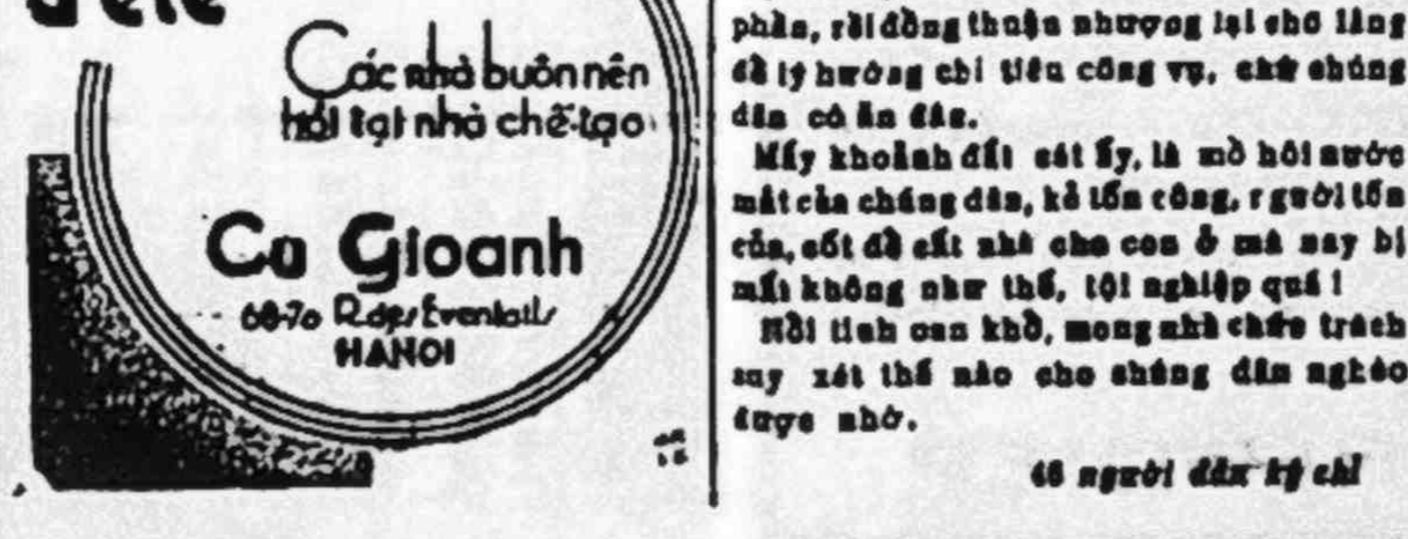 d'été
Các nhà buôn nên
hỏi tại nhà chế-tạo
Cu Gioanh
68-70 R. des Eventails
HANOI
phần, rồi đồng thuận nhượng lại cho làng
để lý hương chi tiêu công vụ, chứ chúng
dân có ăn đâu.
Mấy khoảnh đất cát ấy, là mồ hôi nước
mắt của chúng dân, kẻ tốn công, người tốn
của, cốt để cất nhà cho con ở mà nay bị
mất không như thế, tội nghiệp quá!
Nỗi tình oan khổ, mong nhà chức trách
suy xét thế nào cho chúng dân nghèo
được nhờ.
46 người dân ký chỉ